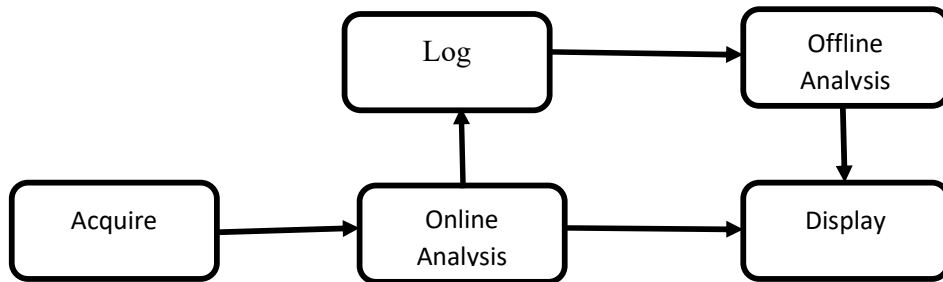 Log
Offline
Analysis
Acquire
Online
Analysis
Display